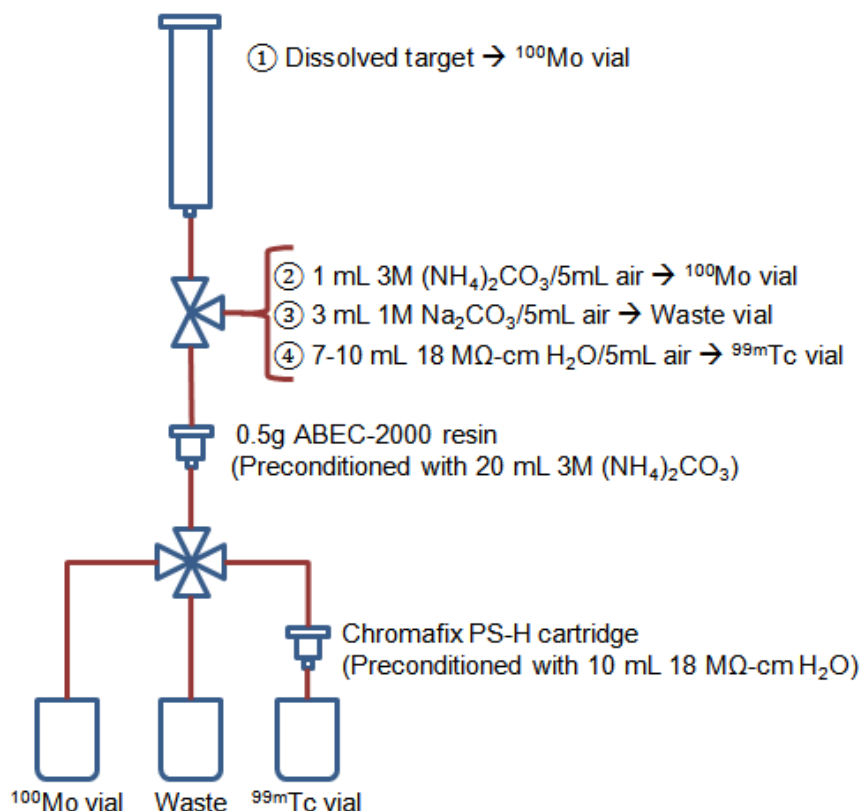 ① Dissolved target → ¹⁰⁰Mo vial
② 1 mL 3M (NH₄)₂CO₃/5mL air → ¹⁰⁰Mo vial
③ 3 mL 1M Na₂CO₃/5mL air → Waste vial
④ 7-10 mL 18 MΩ-cm H₂O/5mL air → ⁹⁹ᵐTc vial
0.5g ABEC-2000 resin
(Preconditioned with 20 mL 3M (NH₄)₂CO₃)
Chromafix PS-H cartridge
(Preconditioned with 10 mL 18 MΩ-cm H₂O)
¹⁰⁰Mo vial Waste ⁹⁹ᵐTc vial